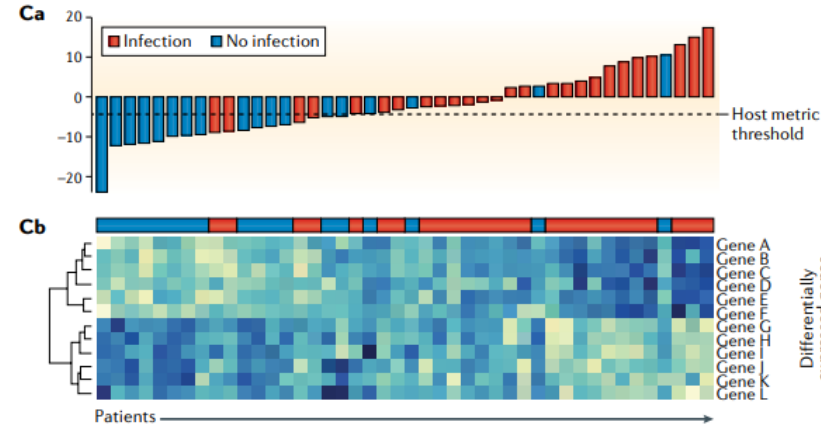 Ca
20
10
0
−10
−20
Infection No infection
Host metric
threshold
Cb
Gene A
Gene B
Gene C
Gene D
Gene E
Gene F
Gene G
Gene H
Gene I
Gene J
Gene K
Gene L
Differentially
Patients